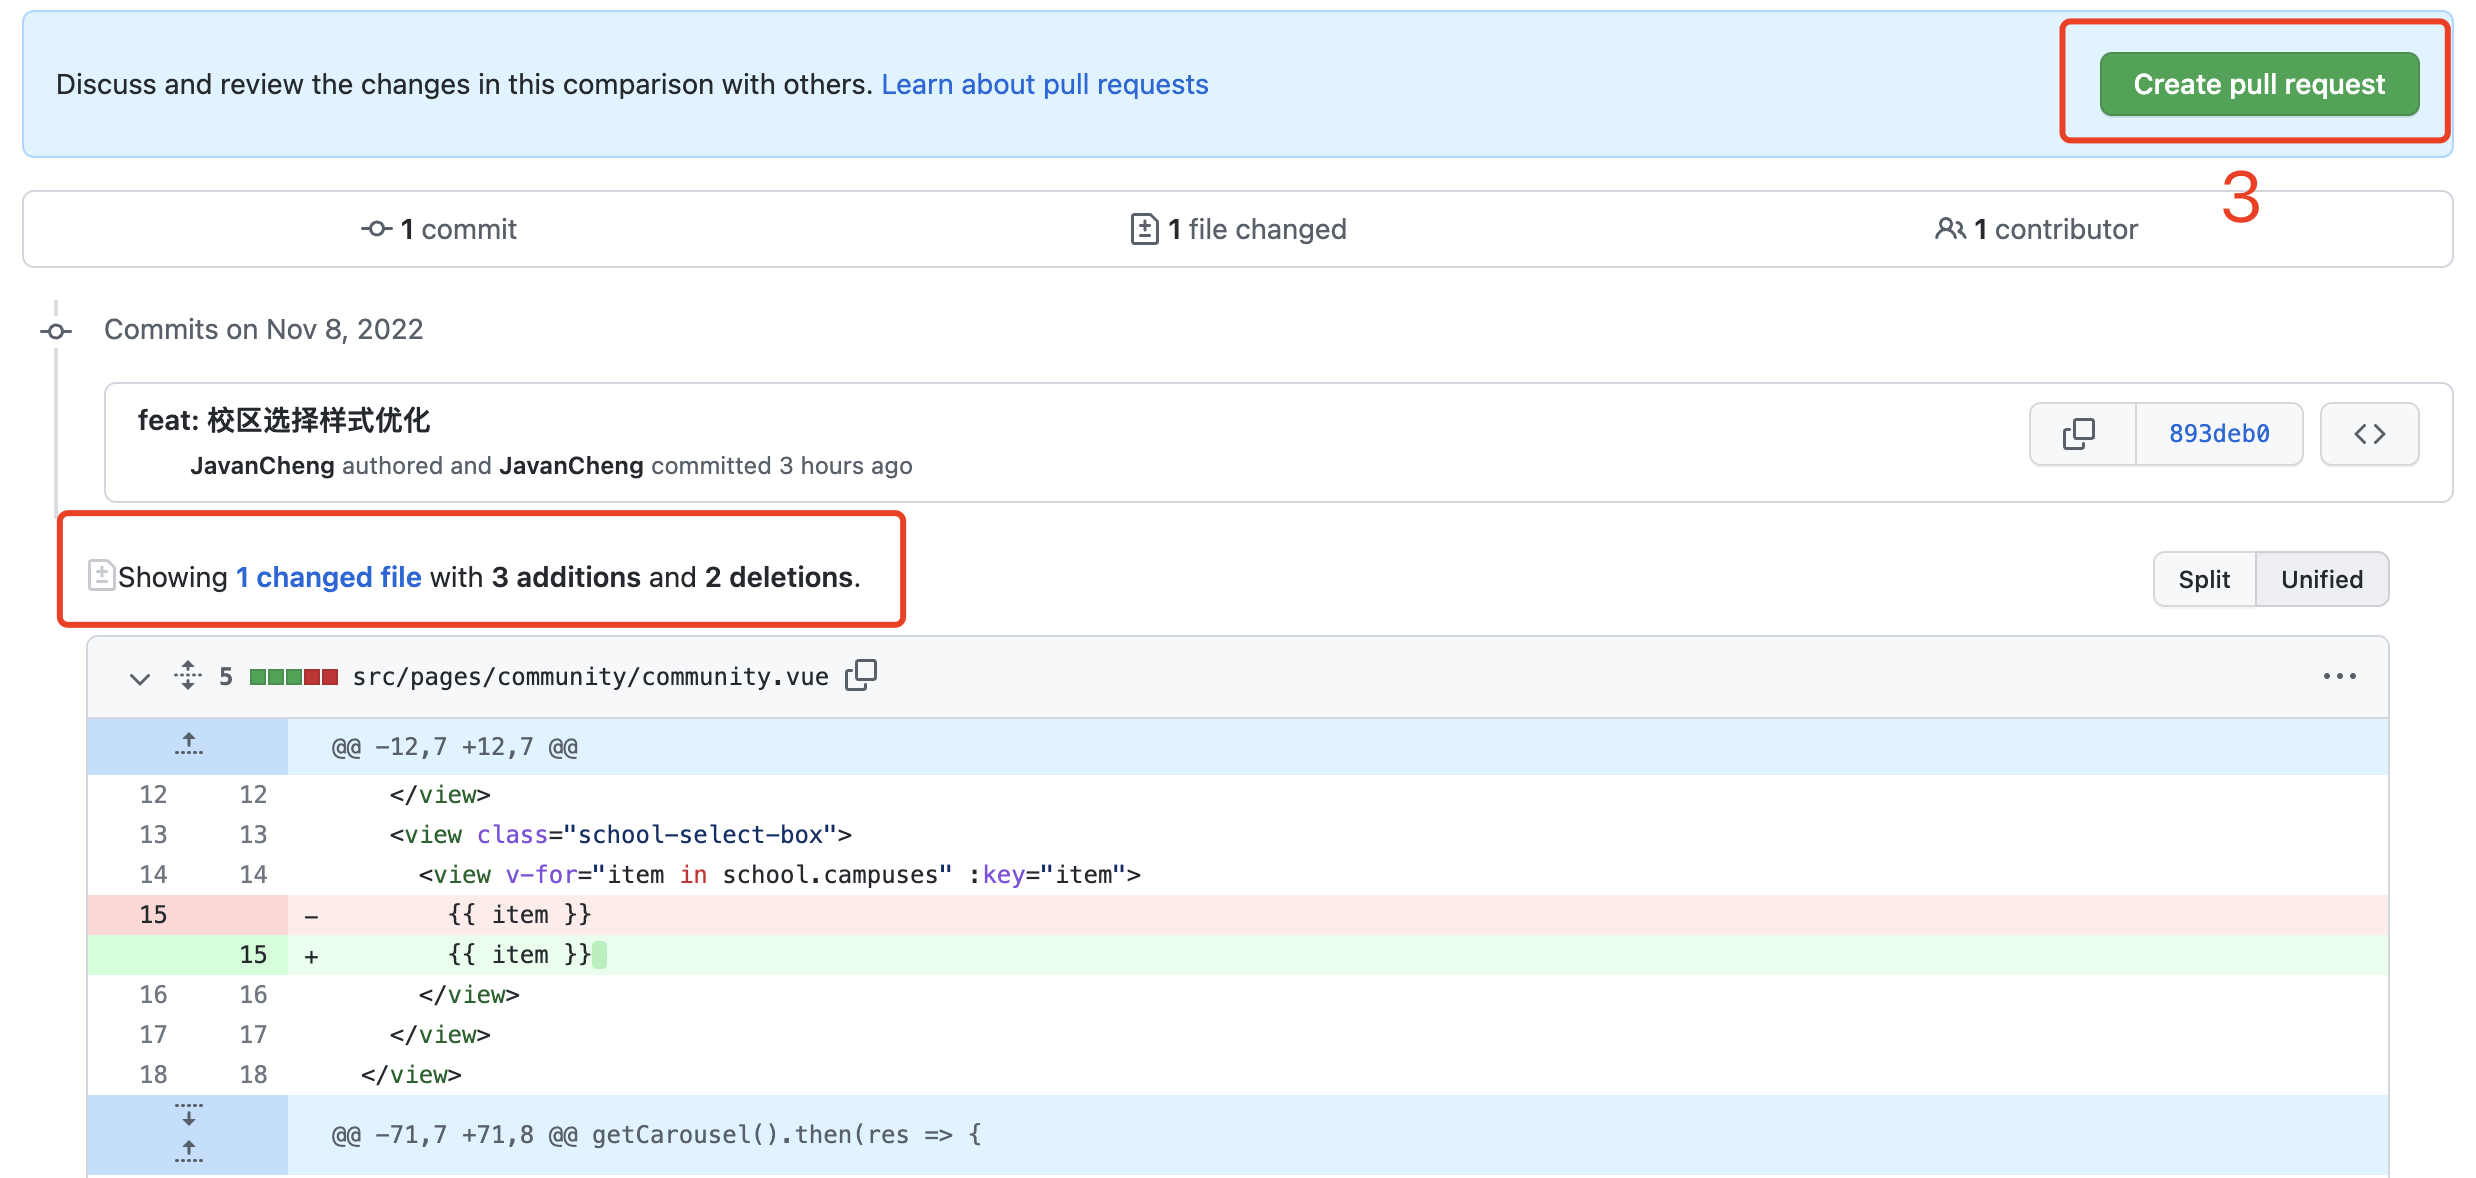 Discuss and review the changes in this comparison with others. Learn about pull requests
Create pull request
3
1 commit
1 file changed
1 contributor
Commits on Nov 8, 2022
feat: 校区选择样式优化
JavanCheng authored and JavanCheng committed 3 hours ago
893deb0
Showing 1 changed file with 3 additions and 2 deletions.
Split
Unified
5 src/pages/community/community.vue
@@ -12,7 +12,7 @@
12 12 </view>
13 13 <view class="school-select-box">
14 14 <view v-for="item in school.campuses" :key="item">
15 - {{ item }}
15 + {{ item }}
16 16 </view>
17 17 </view>
18 18 </view>
@@ -71,7 +71,8 @@ getCarousel().then(res => {